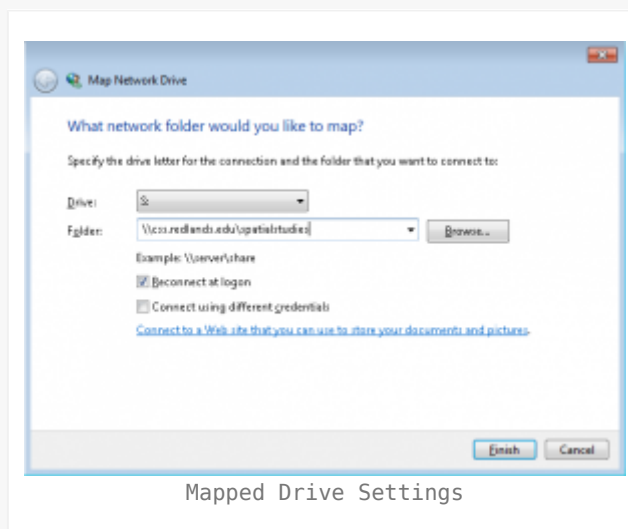 Map Network Drive
What network folder would you like to map?
Specify the drive letter for the connection and the folder that you want to connect to:
Drive: S:
Folder: \\css.redlands.edu\spatialstudies Browse...
Example: \\server\share
Reconnect at logon
Connect using different credentials
Connect to a Web site that you can use to store your documents and pictures.
Finish Cancel
Mapped Drive Settings